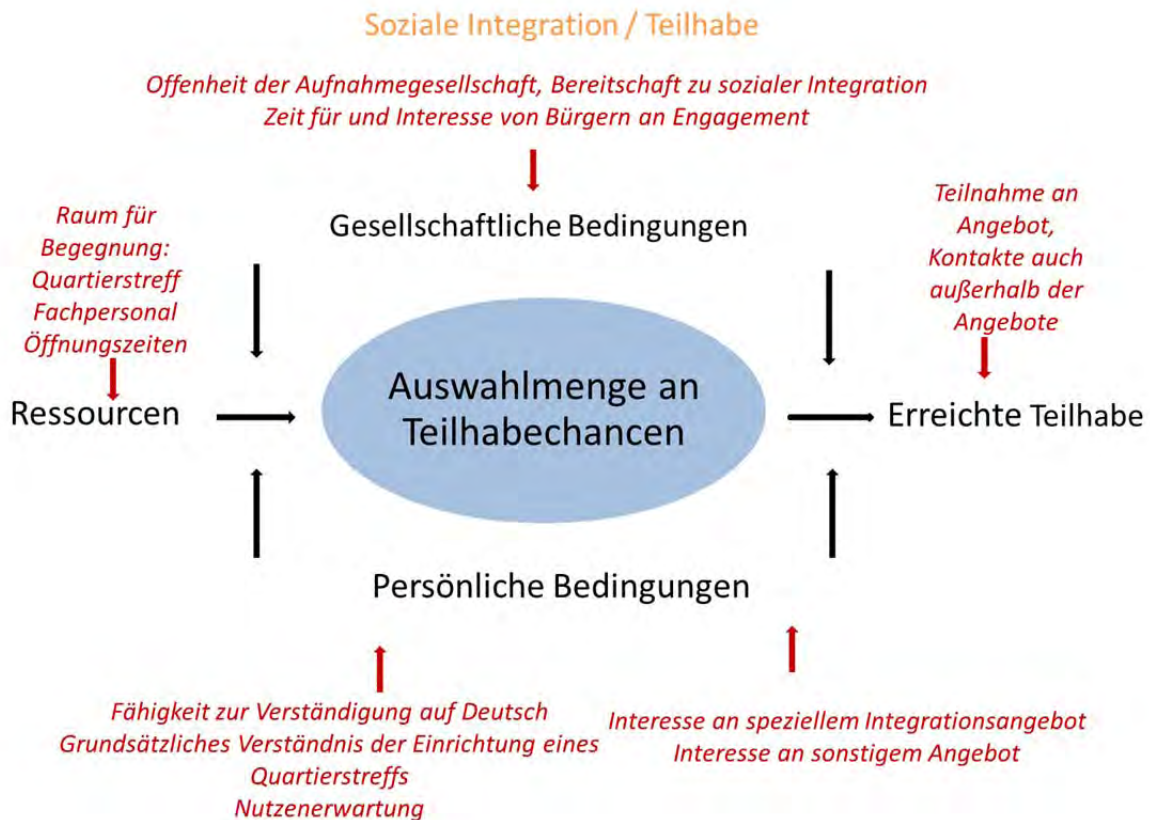 Soziale Integration / Teilhabe
Offenheit der Aufnahmegesellschaft, Bereitschaft zu sozialer Integration
Zeit für und Interesse von Bürgern an Engagement
Raum für
Begegnung:
Quartierstreff
Fachpersonal
Öffnungszeiten
Gesellschaftliche Bedingungen
Teilnahme an
Angebot,
Kontakte auch
außerhalb der
Angebote
Ressourcen
Auswahlmenge an
Teilhabechancen
Erreichte Teilhabe
Persönliche Bedingungen
Fähigkeit zur Verständigung auf Deutsch
Grundsätzliches Verständnis der Einrichtung eines
Quartierstreffs
Nutzenerwartung
Interesse an speziellem Integrationsangebot
Interesse an sonstigem Angebot